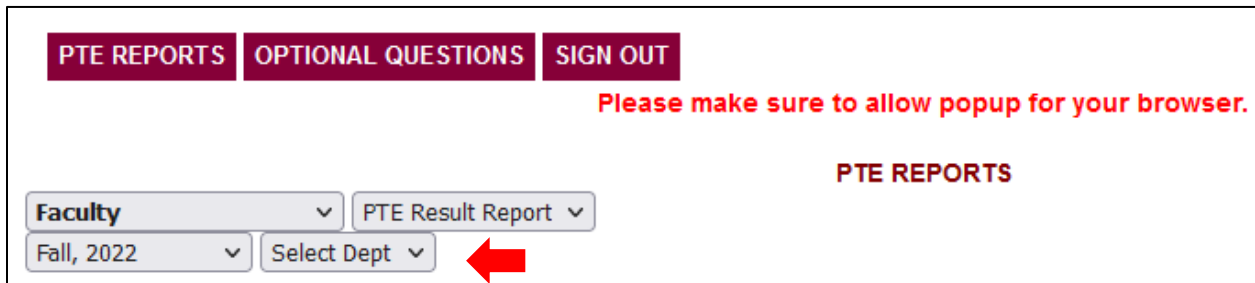 PTE REPORTS OPTIONAL QUESTIONS SIGN OUT
Please make sure to allow popup for your browser.
PTE REPORTS
Faculty PTE Result Report
Fall, 2022 Select Dept